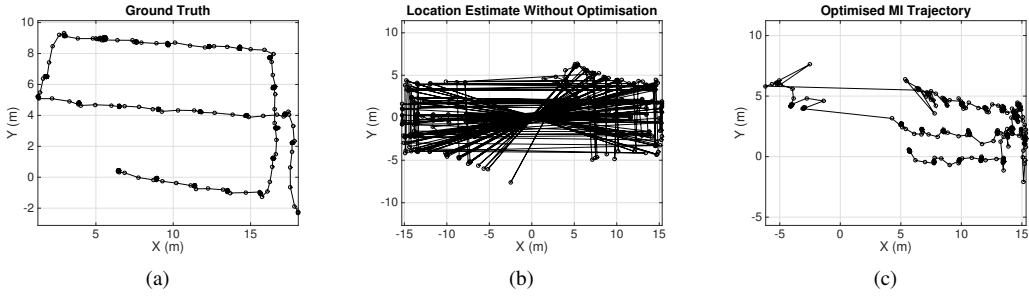 Ground Truth
10
8
6
4
2
0
-2
Y (m)
5
10
15
X (m)
(a)
Location Estimate Without Optimisation
10
5
0
-5
-10
Y (m)
-15
-10
-5
0
5
10
15
X (m)
(b)
Optimised MI Trajectory
10
5
0
-5
Y (m)
-5
0
5
10
15
X (m)
(c)